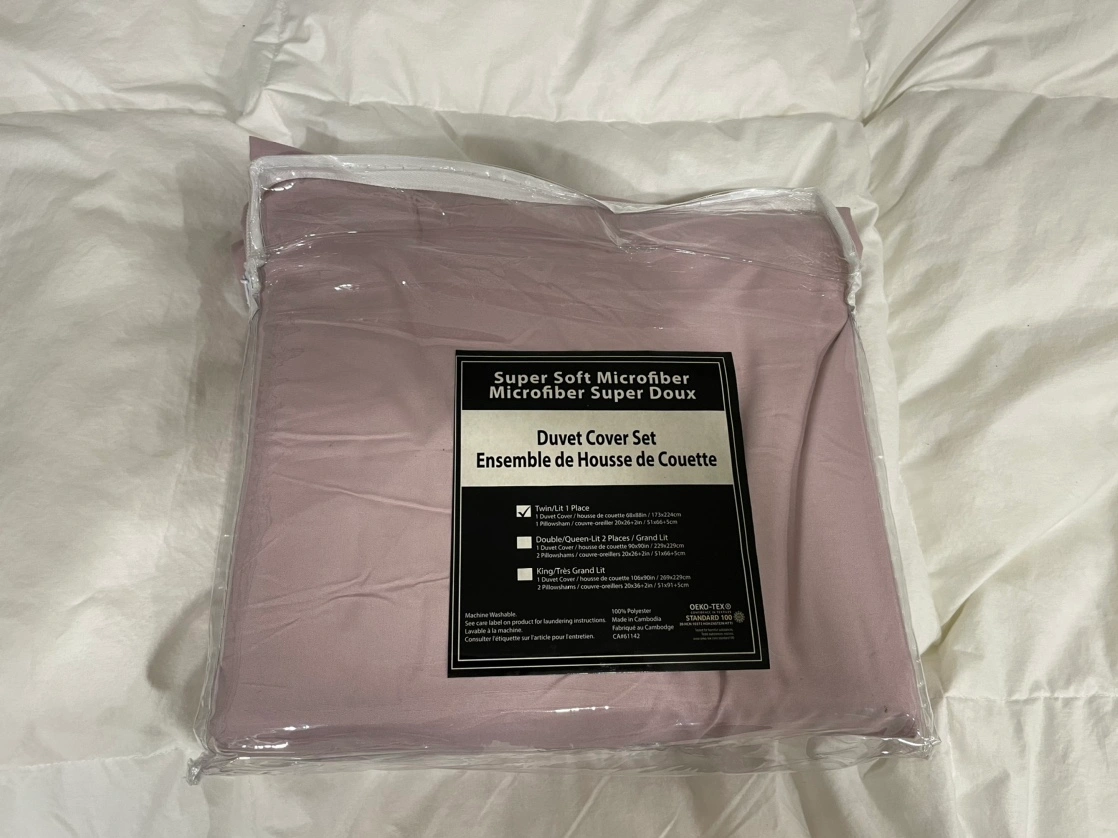 Super Soft Microfiber
Microfiber Super Doux
Duvet Cover Set
Ensemble de Housse de Couette
Twin/Lit 1 Place
1 Duvet Cover / housse de couette 68x88in / 173x224cm
1 Pillowsham / couvre-oreiller 20x26+2in / 51x66+5cm
Double/Queen-Lit 2 Places / Grand Lit
1 Duvet Cover / housse de couette 90x90in / 229x229cm
2 Pillowshams / couvre-oreillers 20x26+2in / 51x66+5cm
King/Très Grand Lit
1 Duvet Cover / housse de couette 106x90in / 269x229cm
2 Pillowshams / couvre-oreillers 20x36+2in / 51x91+5cm
Machine Washable.
See care label on product for laundering instructions.
Lavable à la machine.
Consulter l'étiquette sur l'article pour l'entretien.
100% Polyester
Made in Cambodia
Fabriqué au Cambodge
CA#61142
OEKO-TEX®
CONFIDENCE IN TEXTILES
STANDARD 100